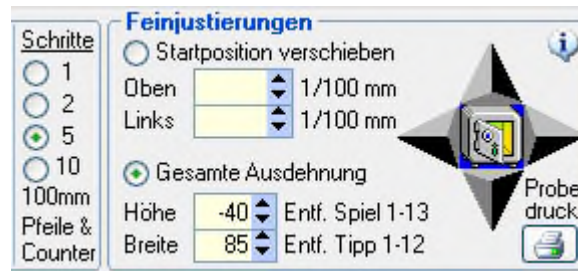 Schritte
1
2
5
10
100mm
Pfeile &
Counter
Feinjustierungen
Startposition verschieben
Oben 1/100 mm
Links 1/100 mm
Gesamte Ausdehnung
Höhe -40 Entf. Spiel 1-13
Breite 85 Entf. Tipp 1-12
i
Probe
druck